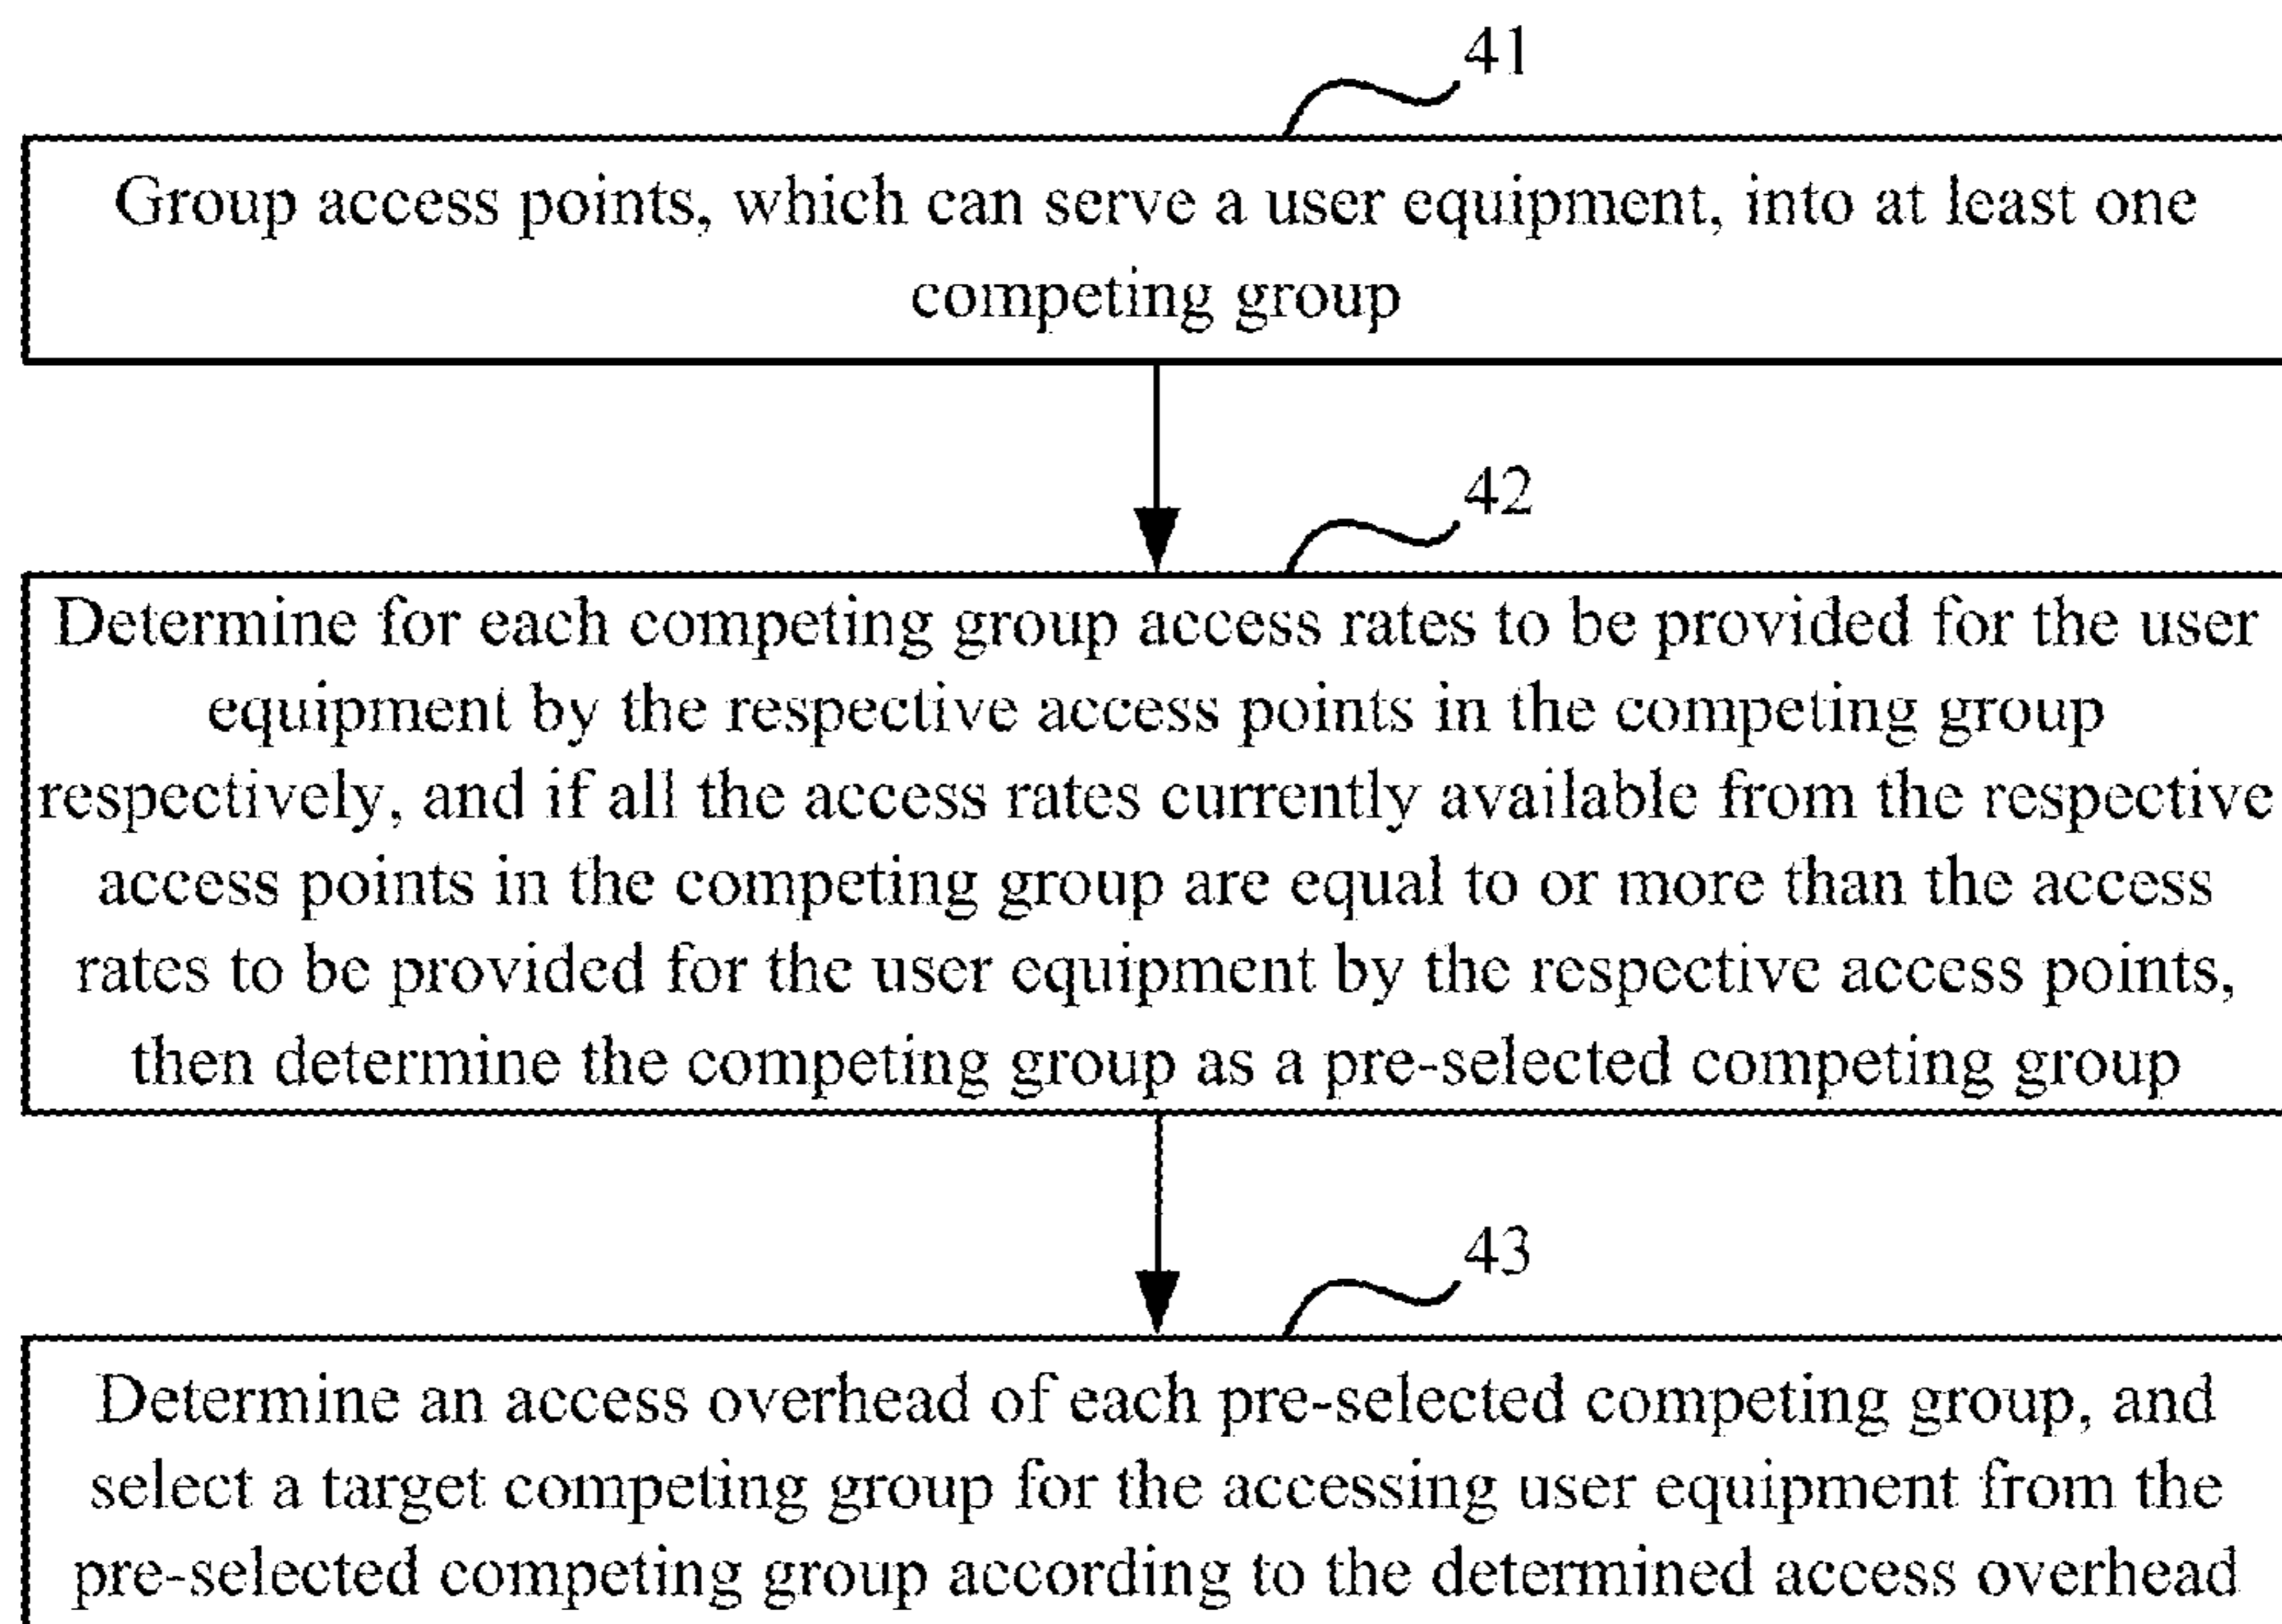 41
Group access points, which can serve a user equipment, into at least one
competing group
42
Determine for each competing group access rates to be provided for the user
equipment by the respective access points in the competing group
respectively, and if all the access rates currently available from the respective
access points in the competing group are equal to or more than the access
rates to be provided for the user equipment by the respective access points,
then determine the competing group as a pre-selected competing group
43
Determine an access overhead of each pre-selected competing group, and
select a target competing group for the accessing user equipment from the
pre-selected competing group according to the determined access overhead